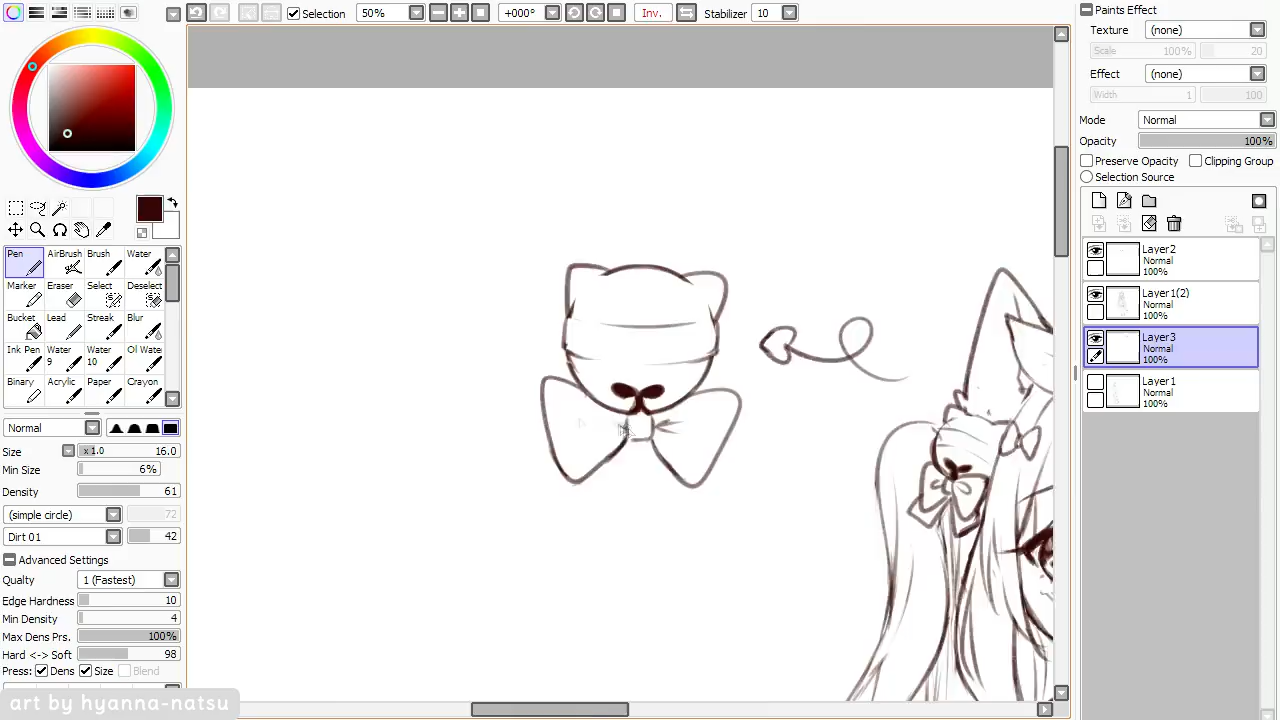 Selection 50% +000° Inv. Stabilizer 10
Paints Effect
Texture (none)
Scale 100% 20
Effect (none)
Width 1 100
Mode Normal
Opacity 100%
Preserve Opacity Clipping Group
Selection Source
Layer2
Normal
100%
Layer1(2)
Normal
100%
Layer3
Normal
100%
Layer1
Normal
100%
Pen AirBrush Brush Water
Marker Eraser Select Deselect
Bucket Lead Streak Blur
Ink Pen Water 9 Water 10 Oil Water
Binary Acrylic Paper Crayon
Normal
Size x1.0 16.0
Min Size 6%
Density 61
(simple circle) 72
Dirt 01 42
Advanced Settings
Qualty 1 (Fastest)
Edge Hardness 10
Min Density 4
Max Dens Prs. 100%
Hard <-> Soft 98
Press: Dens Size Blend
art by hyanna-natsu